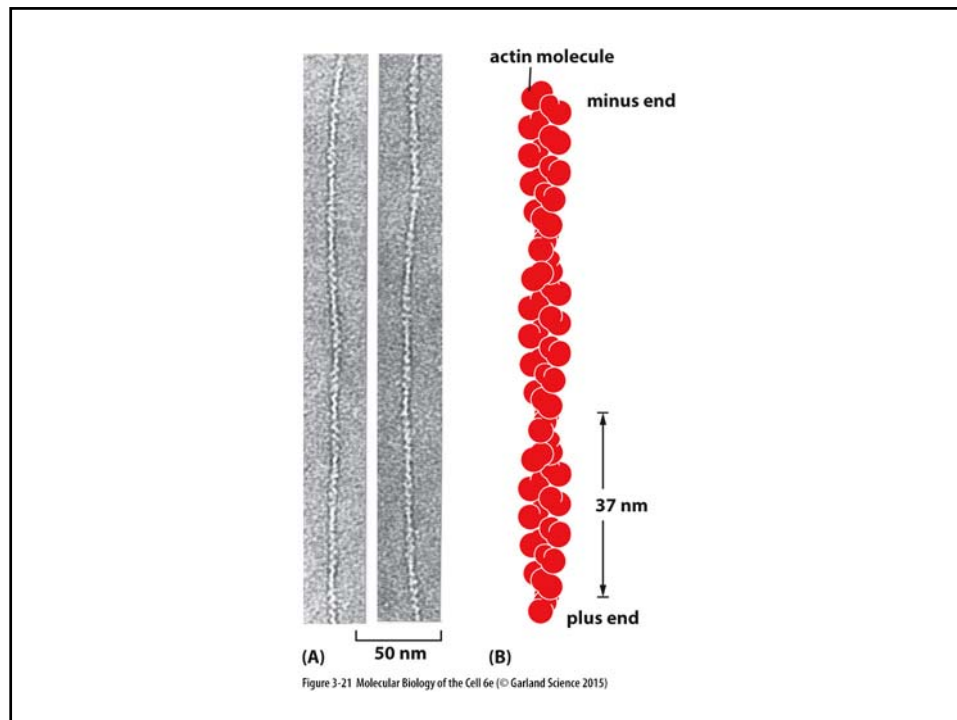 actin molecule
minus end
37 nm
plus end
50 nm
(A)
(B)
Figure 3-21 Molecular Biology of the Cell 6e (© Garland Science 2015)